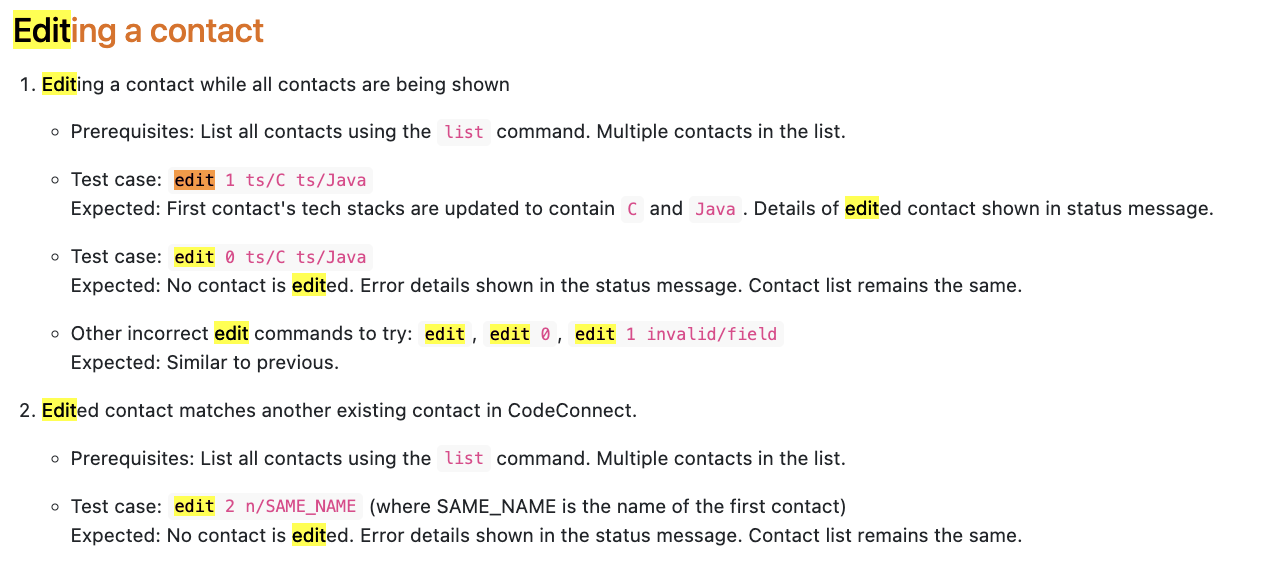 Editing a contact
1. Editing a contact while all contacts are being shown
Prerequisites: List all contacts using the list command. Multiple contacts in the list.
Test case: edit 1 ts/C ts/Java
Expected: First contact's tech stacks are updated to contain C and Java . Details of edited contact shown in status message.
Test case: edit 0 ts/C ts/Java
Expected: No contact is edited. Error details shown in the status message. Contact list remains the same.
Other incorrect edit commands to try: edit , edit 0 , edit 1 invalid/field
Expected: Similar to previous.
2. Edited contact matches another existing contact in CodeConnect.
Prerequisites: List all contacts using the list command. Multiple contacts in the list.
Test case: edit 2 n/SAME_NAME (where SAME_NAME is the name of the first contact)
Expected: No contact is edited. Error details shown in the status message. Contact list remains the same.